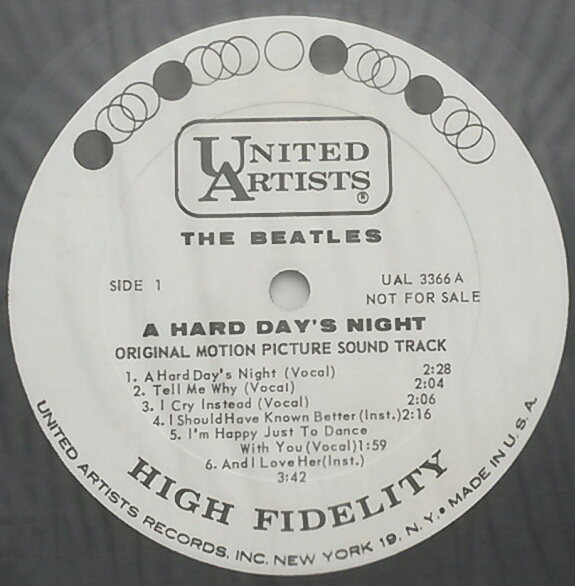 UNITED
ARTISTS
®
THE BEATLES
SIDE 1
UAL 3366 A
NOT FOR SALE
A HARD DAY'S NIGHT
ORIGINAL MOTION PICTURE SOUND TRACK
1. A Hard Day's Night (Vocal) 2:28
2. Tell Me Why (Vocal) 2:04
3. I Cry Instead (Vocal) 2:06
4. I Should Have Known Better (Inst.) 2:16
5. I'm Happy Just To Dance
With You (Vocal) 1:59
6. And I Love Her (Inst.)
3:42
HIGH FIDELITY
UNITED ARTISTS RECORDS, INC. NEW YORK 19, N. Y. • MADE IN U. S. A.